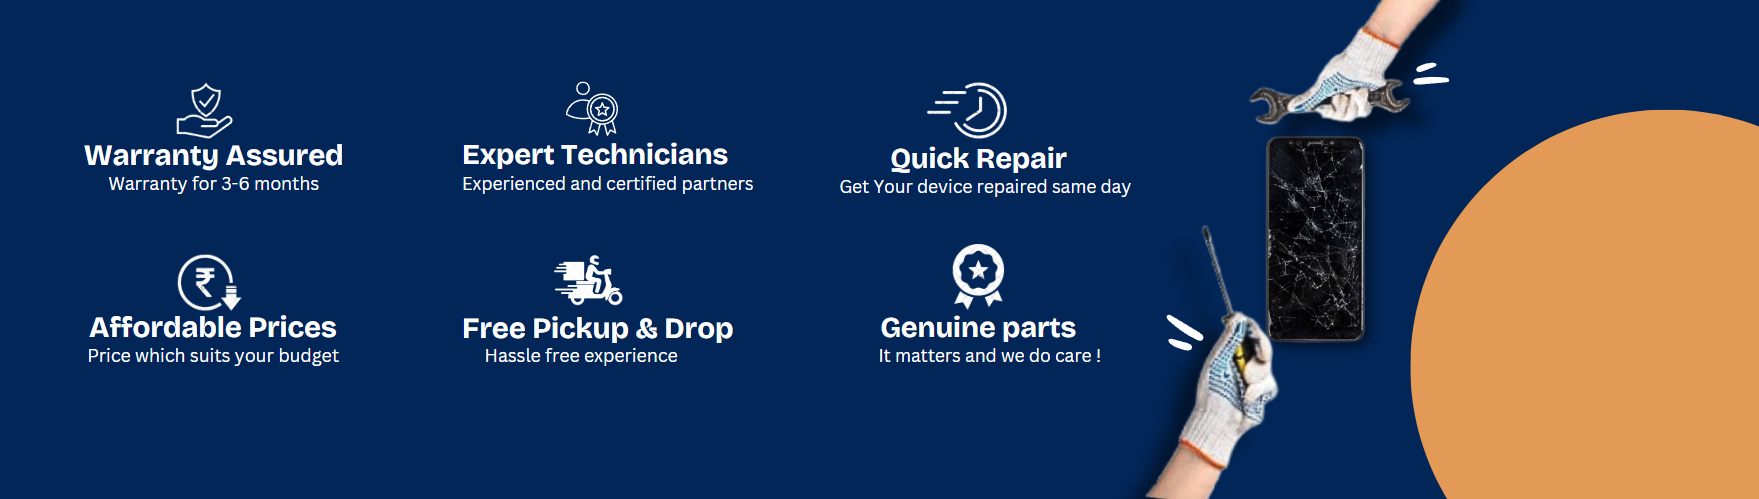 Warranty Assured
Warranty for 3-6 months
Expert Technicians
Experienced and certified partners
Quick Repair
Get Your device repaired same day
₹
Affordable Prices
Price which suits your budget
Free Pickup & Drop
Hassle free experience
Genuine parts
It matters and we do care !